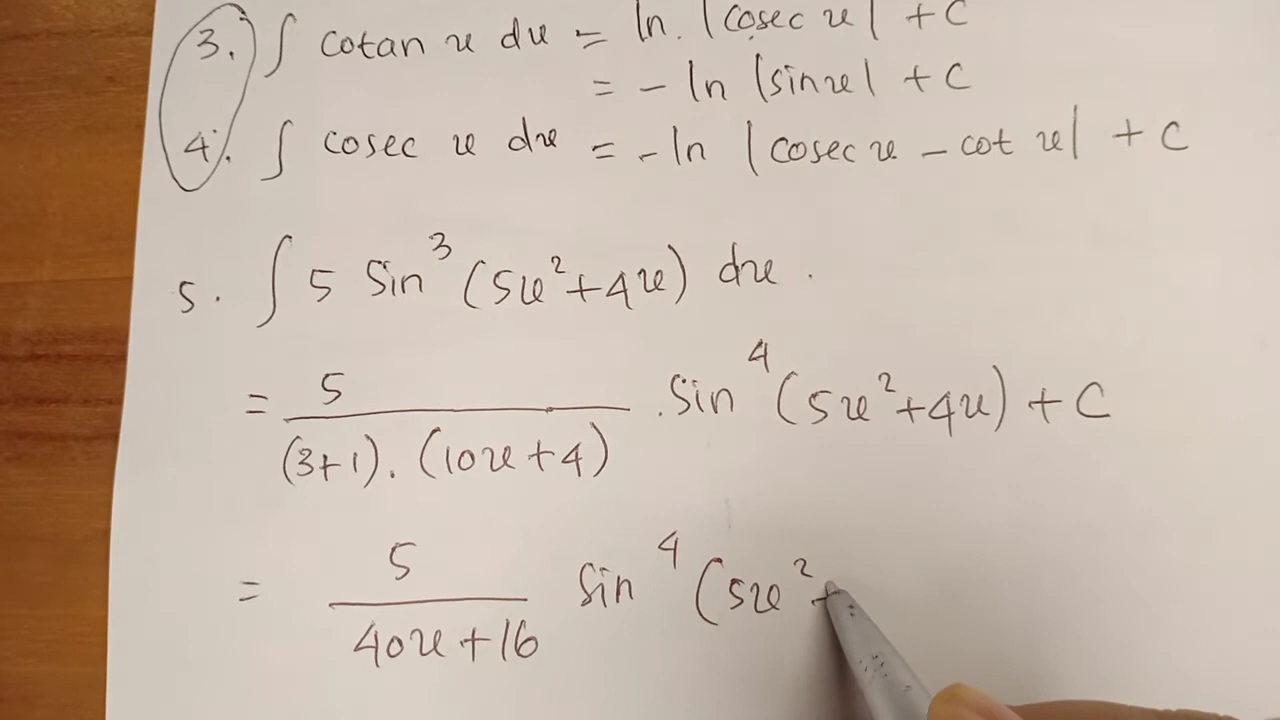 3. ∫ cotan x dx = ln. |cosec x| + C
= - ln |sin x| + C
4. ∫ cosec x dx = - ln |cosec x - cot x| + C
5. ∫ 5 Sin³ (5x²+4x) dx .
= 5 / (3+1). (10x+4) . Sin⁴ (5x²+4x) + C
= 5 / 40x+16 Sin⁴ (5x²+